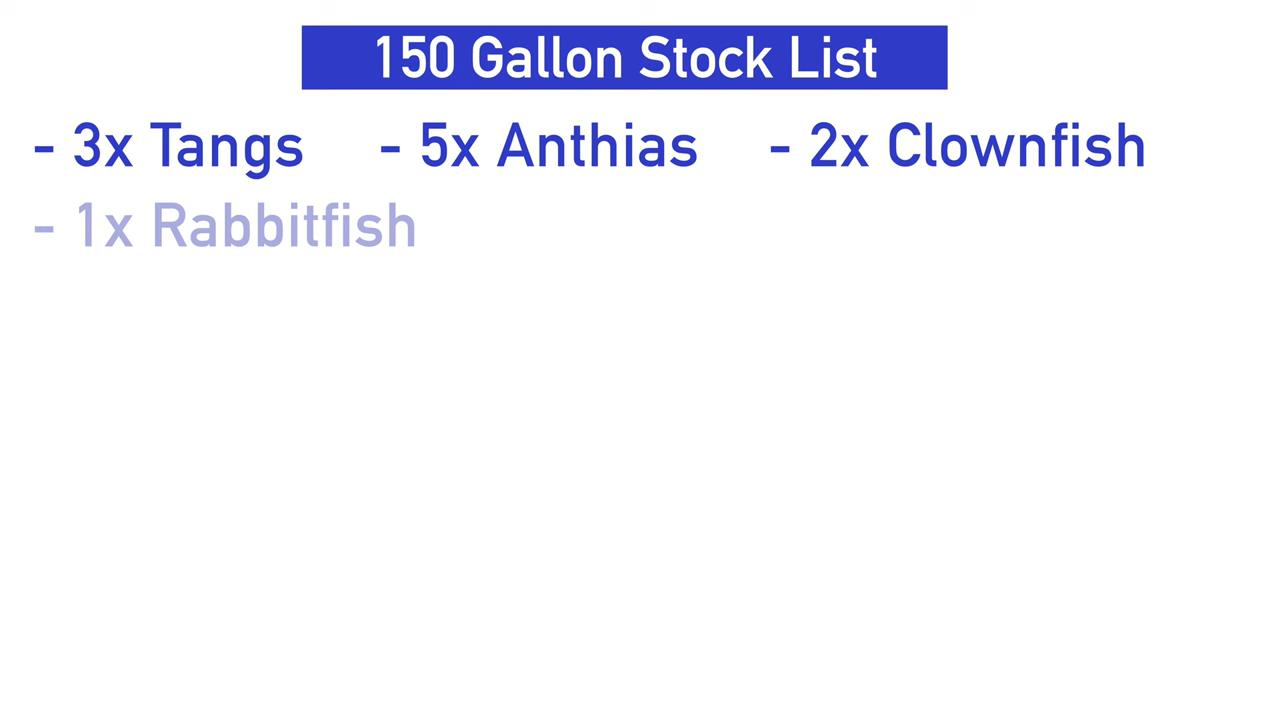 150 Gallon Stock List
- 3x Tangs - 5x Anthias - 2x Clownfish
- 1x Rabbitfish